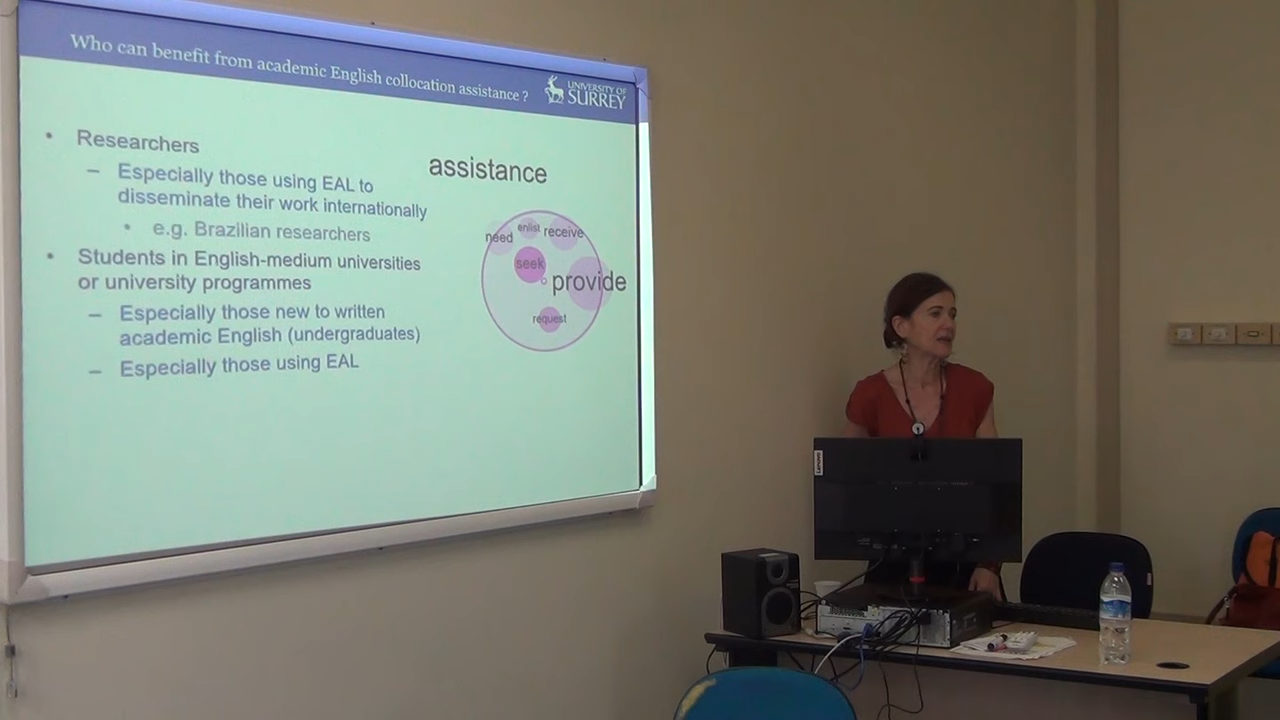 Who can benefit from academic English collocation assistance ?
UNIVERSITY OF
SURREY
• Researchers
– Especially those using EAL to
disseminate their work internationally
• e.g. Brazilian researchers
• Students in English-medium universities
or university programmes
– Especially those new to written
academic English (undergraduates)
– Especially those using EAL
assistance
enlist
need
receive
seek
provide
request
Lenovo